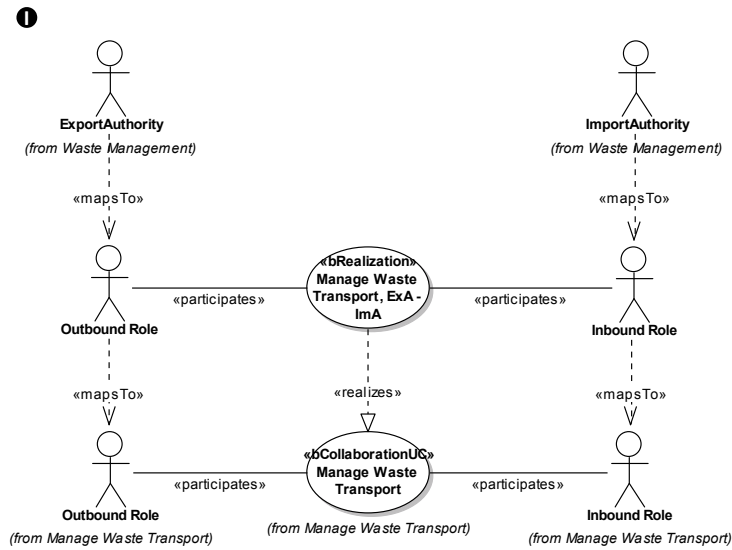 I
ExportAuthority
ImportAuthority
(from Waste Management)
(from Waste Management)
«mapsTo»
«mapsTo»
«bRealization»
Manage Waste
Transport, ExA -
ImA
«participates»
«participates»
Outbound Role
Inbound Role
«mapsTo»
«realizes»
«mapsTo»
«bCollaborationUC»
Manage Waste
Transport
«participates»
«participates»
Outbound Role
Inbound Role
(from Manage Waste Transport)
(from Manage Waste Transport)
(from Manage Waste Transport)